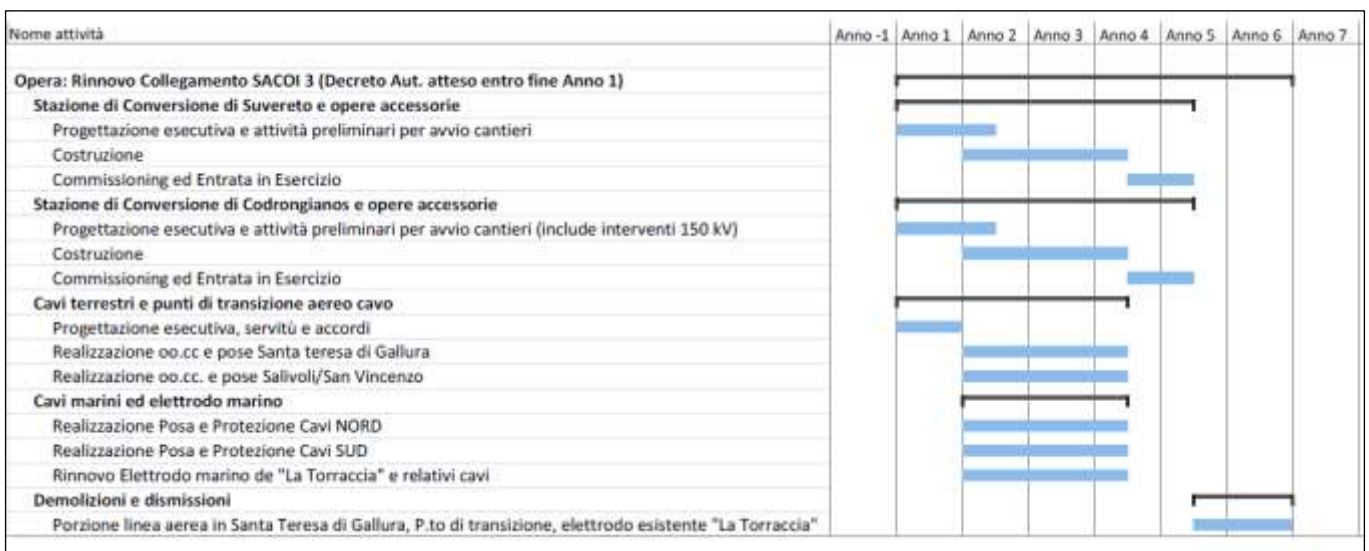 Nome attività Anno -1 Anno 1 Anno 2 Anno 3 Anno 4 Anno 5 Anno 6 Anno 7
Opera: Rinnovo Collegamento SACOI 3 (Decreto Aut. atteso entro fine Anno 1)
Stazione di Conversione di Suvereto e opere accessorie
Progettazione esecutiva e attività preliminari per avvio cantieri
Costruzione
Commissioning ed Entrata in Esercizio
Stazione di Conversione di Codrongianos e opere accessorie
Progettazione esecutiva e attività preliminari per avvio cantieri (include interventi 150 kV)
Costruzione
Commissioning ed Entrata in Esercizio
Cavi terrestri e punti di transizione aereo cavo
Progettazione esecutiva, servitù e accordi
Realizzazione oo.cc e pose Santa teresa di Gallura
Realizzazione oo.cc. e pose Salivoli/San Vincenzo
Cavi marini ed elettrodo marino
Realizzazione Posa e Protezione Cavi NORD
Realizzazione Posa e Protezione Cavi SUD
Rinnovo Elettrodo marino de "La Torraccia" e relativi cavi
Demolizioni e dismissioni
Porzione linea aerea in Santa Teresa di Gallura, P.to di transizione, elettrodo esistente "La Torraccia"